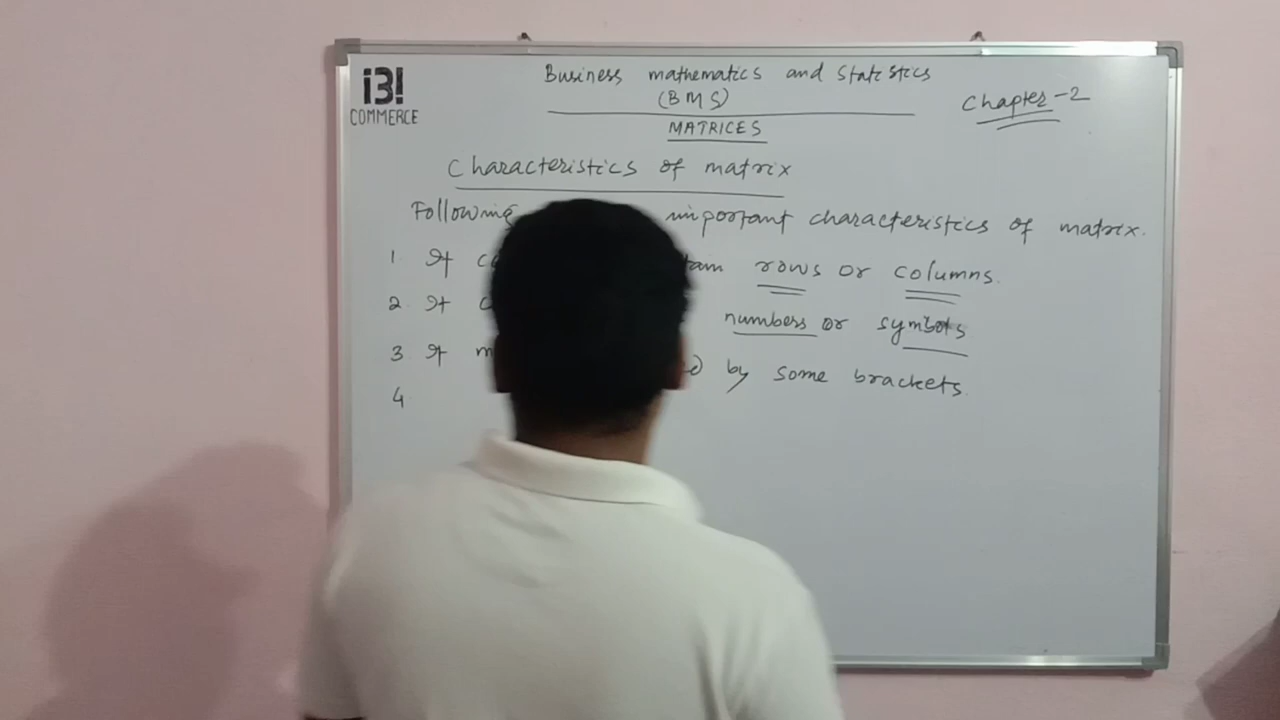 i3!
COMMERCE
Business mathematics and statistics
(BMS)
Chapter-2
MATRICES
Characteristics of matrix
Following important characteristics of matrix.
1. It rows or columns.
2. It numbers or symbols
3 It by some brackets.
4